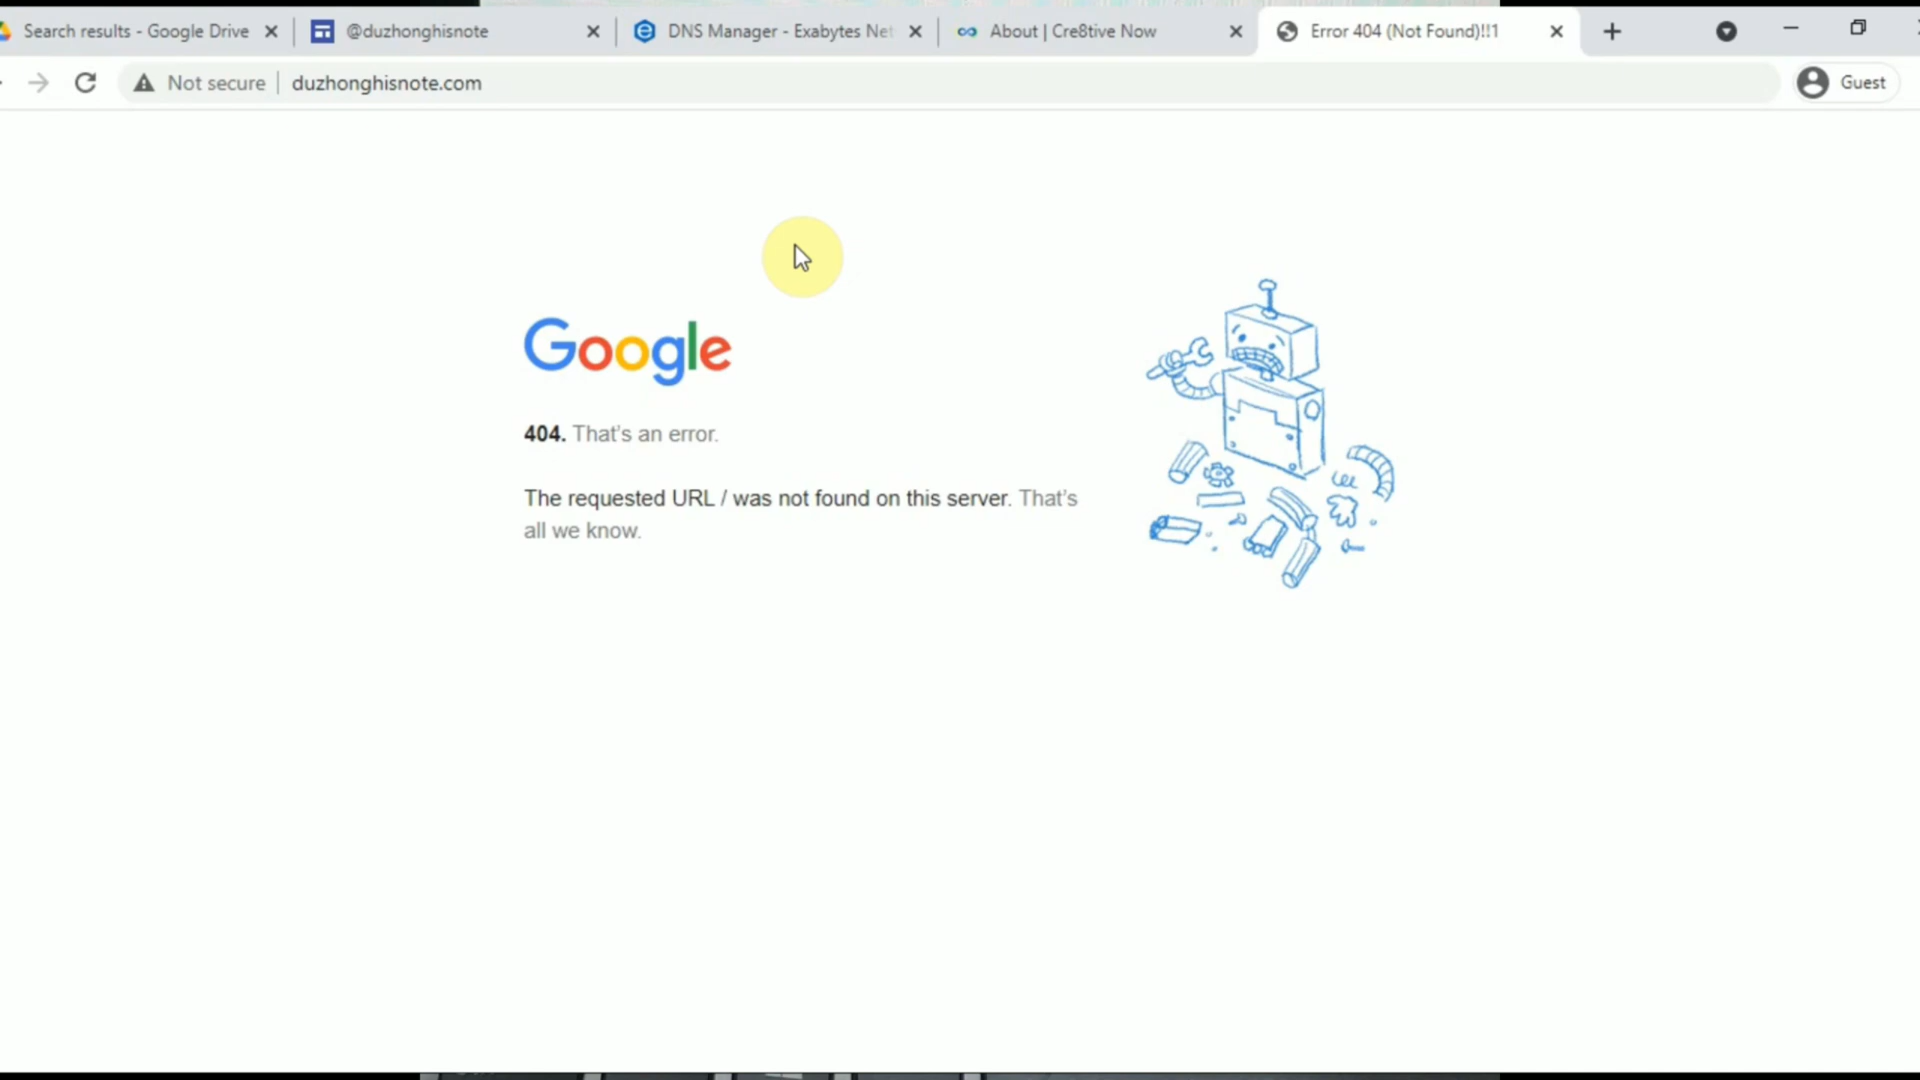 Search results - Google Drive
@duzhonghisnote
DNS Manager - Exabytes Net
About | Cre8tive Now
Error 404 (Not Found)!!1
Not secure
duzhonghisnote.com
Guest
Google
404. That's an error.
The requested URL / was not found on this server. That's
all we know.